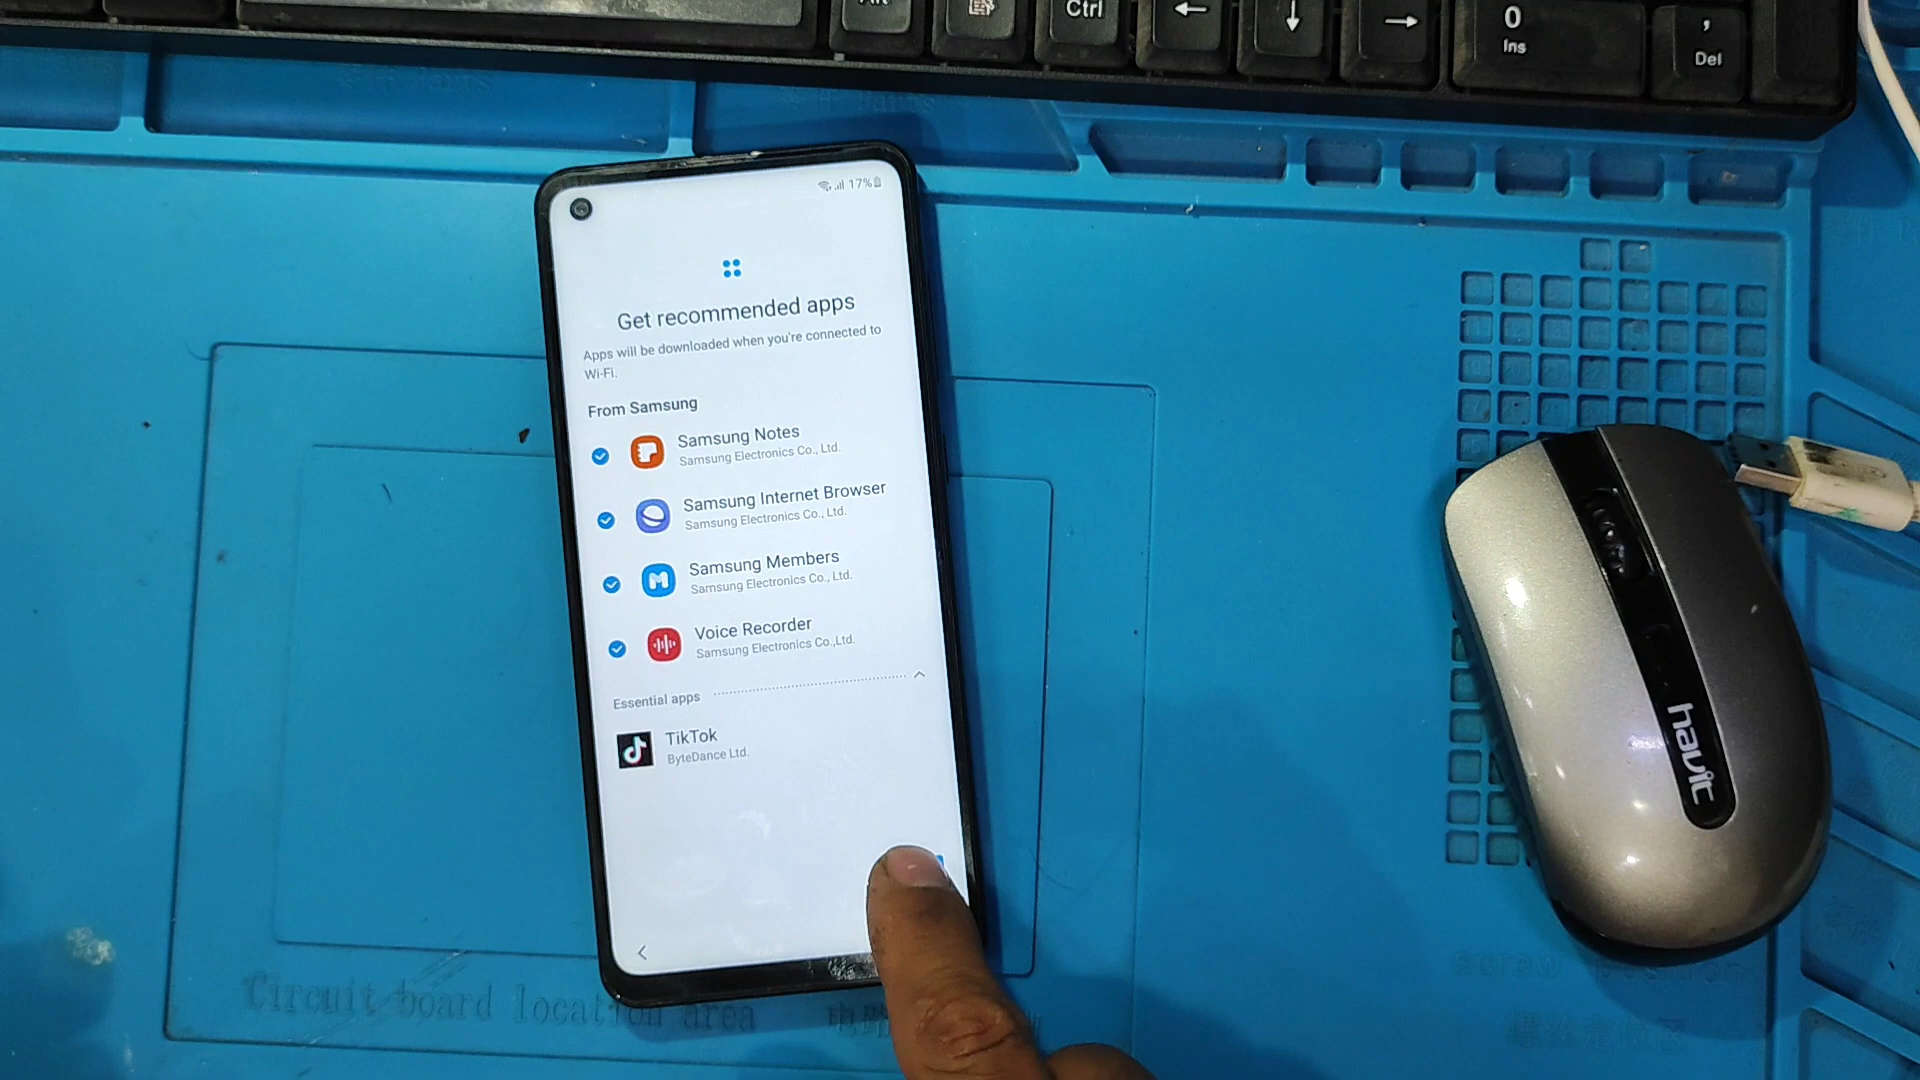 Ctrl
0
Ins
,
Del
17%
Get recommended apps
Apps will be downloaded when you're connected to
Wi-Fi.
From Samsung
Samsung Notes
Samsung Electronics Co., Ltd.
Samsung Internet Browser
Samsung Electronics Co., Ltd.
Samsung Members
Samsung Electronics Co., Ltd.
Voice Recorder
Samsung Electronics Co.,Ltd.
Essential apps
TikTok
ByteDance Ltd.
havit
Circuit board location area
screw position